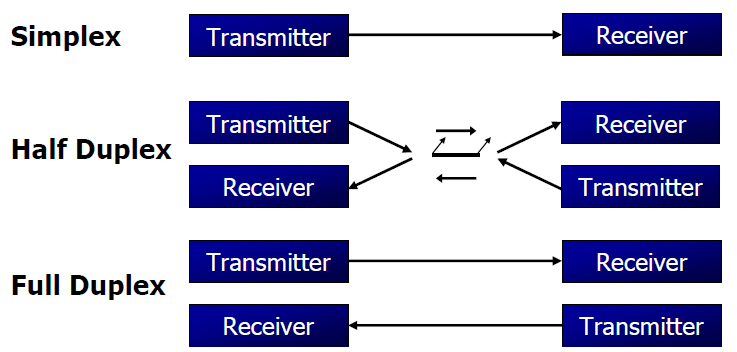 Simplex
Transmitter
Receiver
Half Duplex
Transmitter
Receiver
Receiver
Transmitter
Full Duplex
Transmitter
Receiver
Receiver
Transmitter